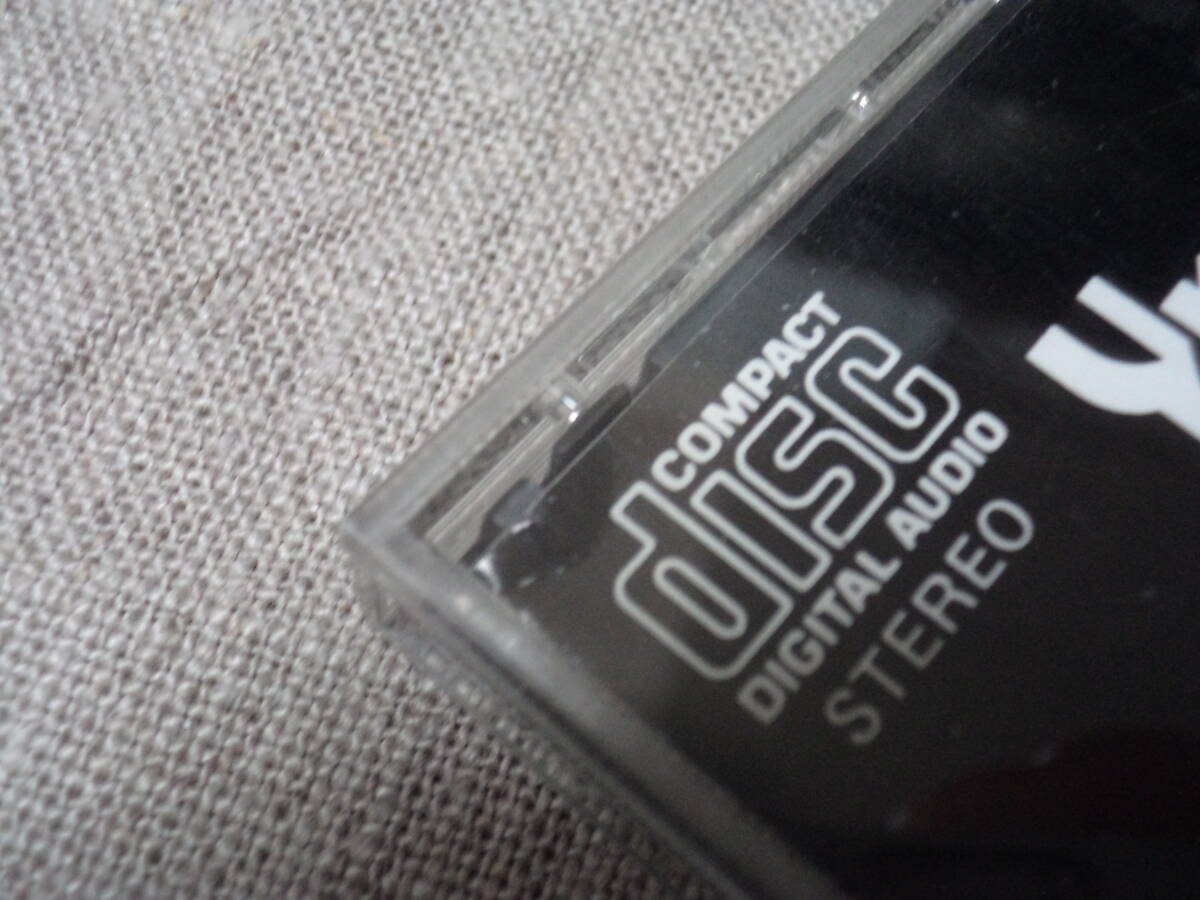 COMPACT
disc
DIGITAL AUDIO
STEREO